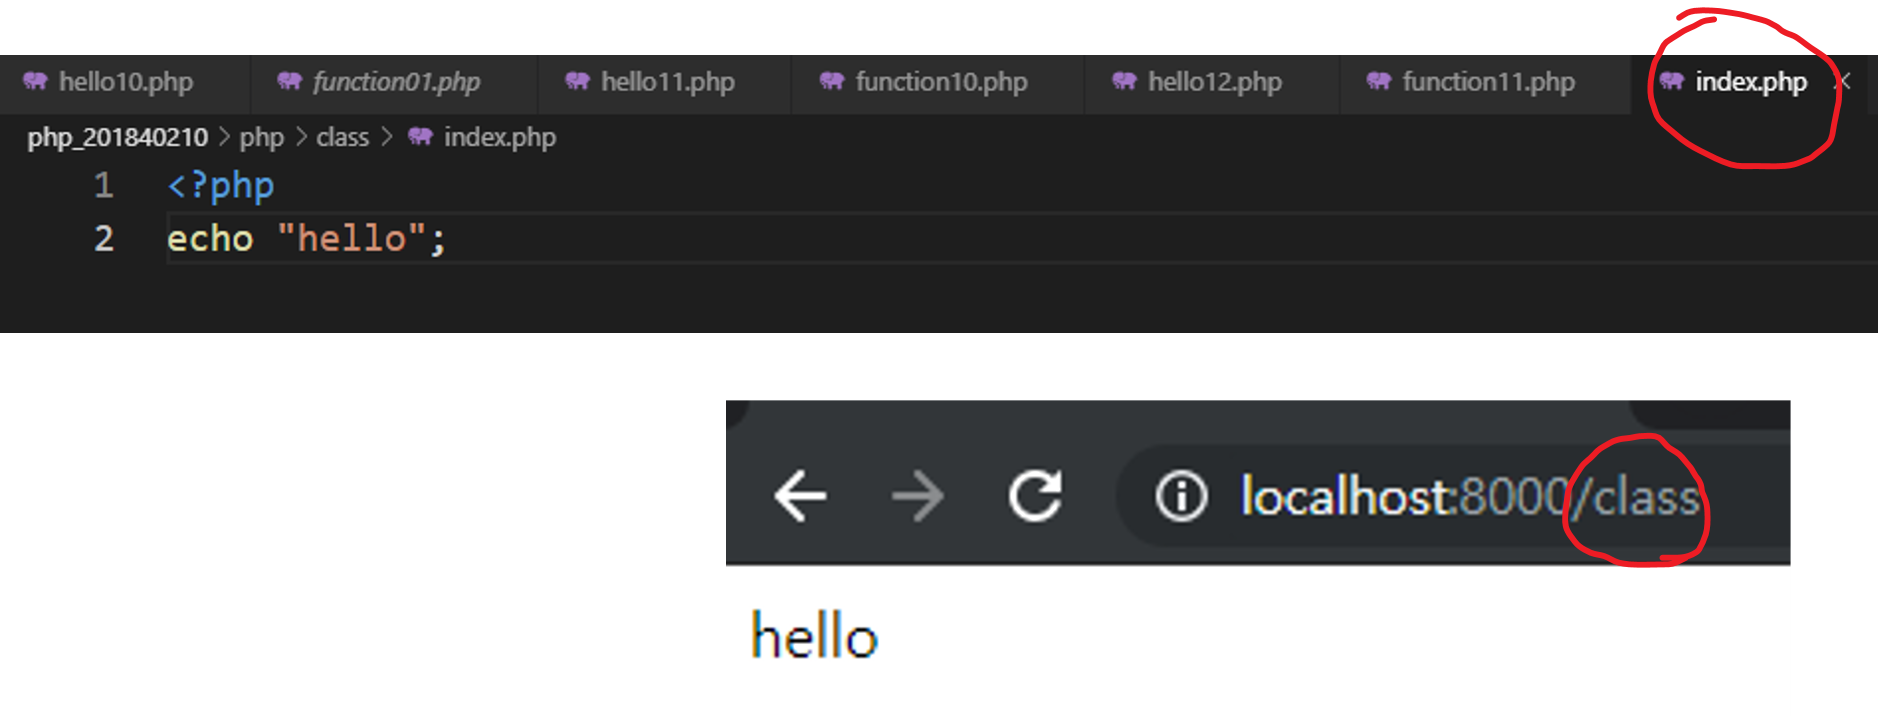 hello10.php function01.php hello11.php function10.php hello12.php function11.php index.php
php_201840210 > php > class > index.php
1 <?php
2 echo "hello";
localhost:8000/class
hello